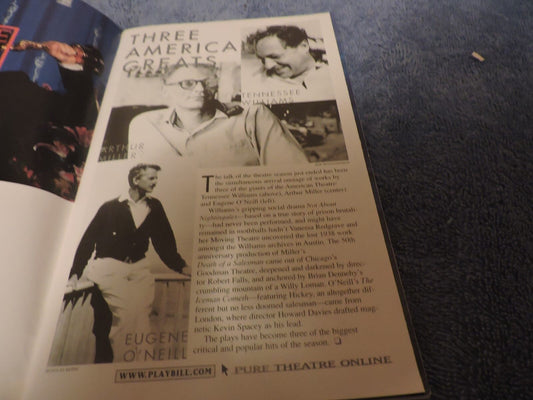 THREE
AMERICA
GREATS
TENNESSEE
WILLIAMS
ARTHUR
MILLER
The talk of the theatre season just ended has been
the simultaneous arrival onstage of works by
three of the giants of the American Theatre:
Tennessee Williams (above), Arthur Miller (center)
and Eugene O'Neill (left).
Williams's gripping social drama Not About
Nightingales—based on a true story of prison brutali-
ty—had never been performed, and might have
remained in mothballs hadn't Vanessa Redgrave and
her Moving Theatre uncovered the lost 1938 work
amongst the Williams archives in Austin. The 50th
anniversary production of Miller's
Death of a Salesman came out of Chicago's
Goodman Theatre, deepened and darkened by direc-
tor Robert Falls, and anchored by Brian Dennehy's
crumbling mountain of a Willy Loman. O'Neill's The
Iceman Cometh—featuring Hickey, an altogether dif-
ferent but no less doomed salesman—came from
London, where director Howard Davies drafted mag-
netic Kevin Spacey as his lead.
The plays have become three of the biggest
critical and popular hits of the season. ❏
EUGENE
O'NEILL
WWW.PLAYBILL.COM PURE THEATRE ONLINE